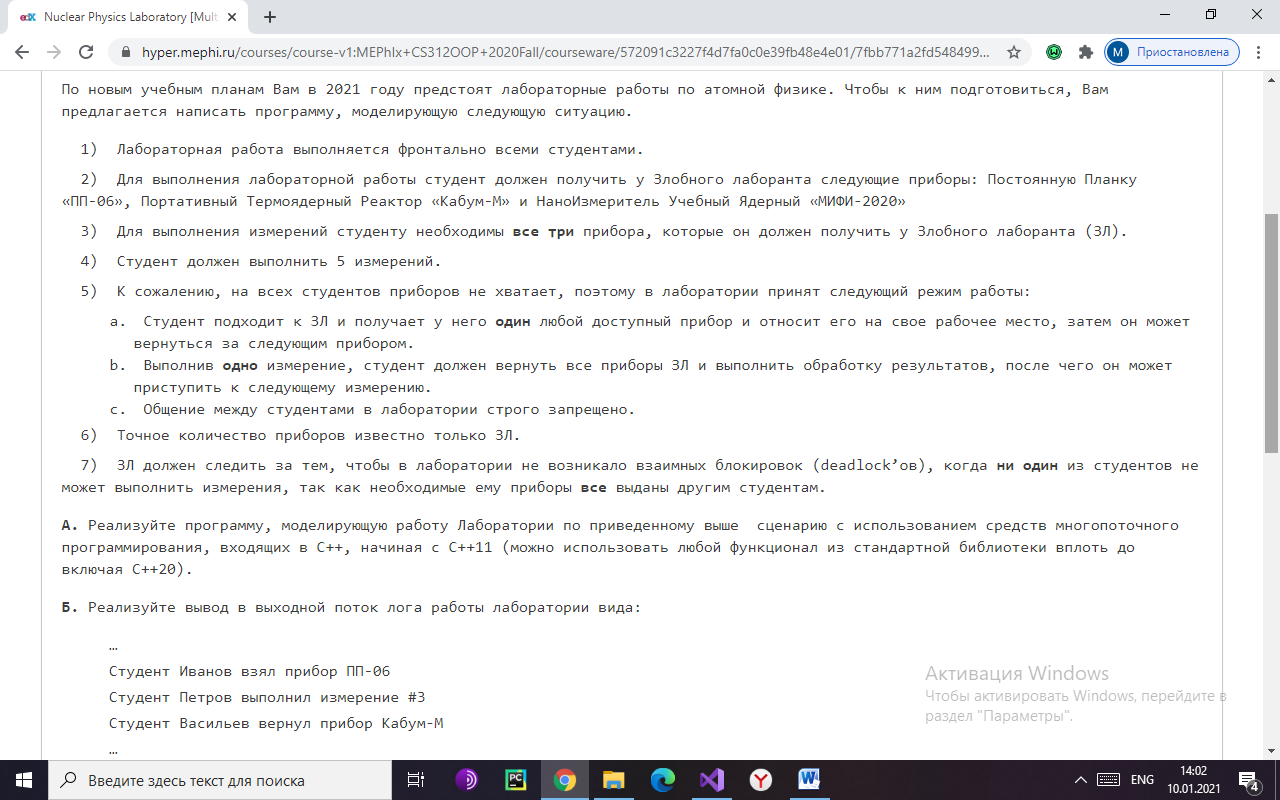 Nuclear Physics Laboratory [Mult
hyper.mephi.ru/courses/course-v1:MEPhIx+CS312OOP+2020Fall/courseware/572091c3227f4d7fa0c0e39fb48e4e01/7fbb771a2fd548499...
М Приостановлена
По новым учебным планам Вам в 2021 году предстоят лабораторные работы по атомной физике. Чтобы к ним подготовиться, Вам
предлагается написать программу, моделирующую следующую ситуацию.
1) Лабораторная работа выполняется фронтально всеми студентами.
2) Для выполнения лабораторной работы студент должен получить у Злобного лаборанта следующие приборы: Постоянную Планку
«ПП-06», Портативный Термоядерный Реактор «Кабум-М» и НаноИзмеритель Учебный Ядерный «МИФИ-2020»
3) Для выполнения измерений студенту необходимы все три прибора, которые он должен получить у Злобного лаборанта (ЗЛ).
4) Студент должен выполнить 5 измерений.
5) К сожалению, на всех студентов приборов не хватает, поэтому в лаборатории принят следующий режим работы:
a. Студент подходит к ЗЛ и получает у него один любой доступный прибор и относит его на свое рабочее место, затем он может
вернуться за следующим прибором.
b. Выполнив одно измерение, студент должен вернуть все приборы ЗЛ и выполнить обработку результатов, после чего он может
приступить к следующему измерению.
c. Общение между студентами в лаборатории строго запрещено.
6) Точное количество приборов известно только ЗЛ.
7) ЗЛ должен следить за тем, чтобы в лаборатории не возникало взаимных блокировок (deadlock’ов), когда ни один из студентов не
может выполнить измерения, так как необходимые ему приборы все выданы другим студентам.
А. Реализуйте программу, моделирующую работу Лаборатории по приведенному выше сценарию с использованием средств многопоточного
программирования, входящих в C++, начиная с C++11 (можно использовать любой функционал из стандартной библиотеки вплоть до
включая C++20).
Б. Реализуйте вывод в выходной поток лога работы лаборатории вида:
…
Студент Иванов взял прибор ПП-06
Студент Петров выполнил измерение #3
Студент Васильев вернул прибор Кабум-М
…
Активация Windows
Чтобы активировать Windows, перейдите в
раздел "Параметры".
Введите здесь текст для поиска
ENG
14:02
10.01.2021
4